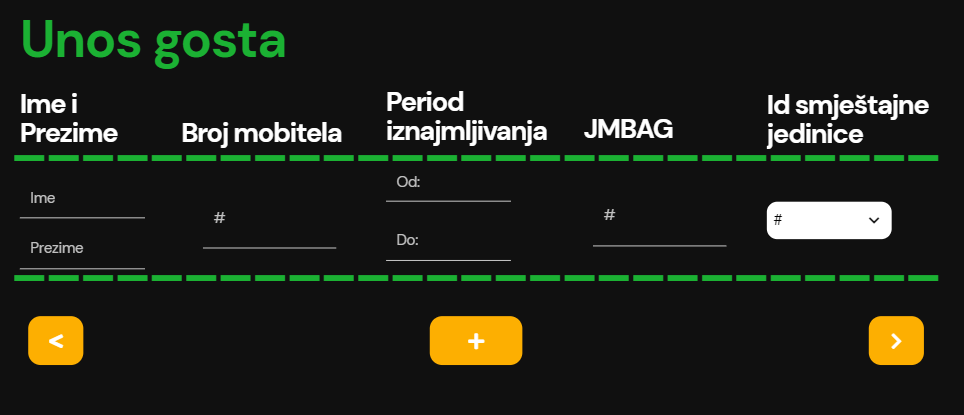 Unos gosta
Ime i
Prezime
Broj mobitela
Period
iznajmljivanja
JMBAG
Id smještajne
jedinice
Ime
Prezime
#
Od:
Do:
#
#
<
+
>